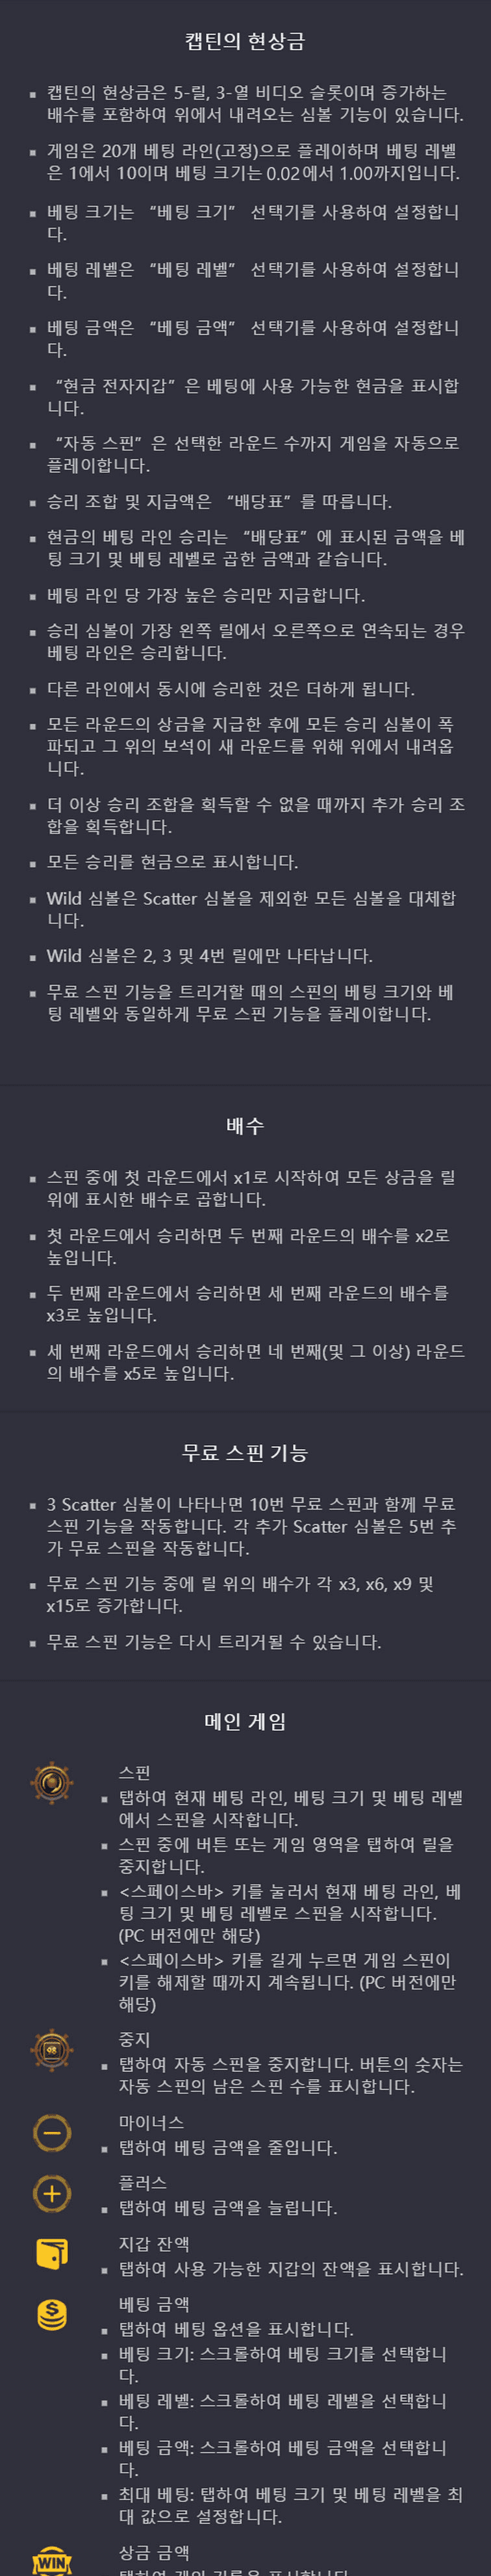 캡틴의 현상금
캡틴의 현상금은 5-릴, 3-열 비디오 슬롯이며 증가하는
배수를 포함하여 위에서 내려오는 심볼 기능이 있습니다.
게임은 20개 베팅 라인(고정)으로 플레이하며 베팅 레벨
은 1에서 10이며 베팅 크기는 0.02에서 1.00까지입니다.
베팅 크기는 “베팅 크기” 선택기를 사용하여 설정합니
다.
베팅 레벨은 “베팅 레벨” 선택기를 사용하여 설정합니
다.
베팅 금액은 “베팅 금액” 선택기를 사용하여 설정합니
다.
“현금 전자지갑”은 베팅에 사용 가능한 현금을 표시합
니다.
“자동 스핀”은 선택한 라운드 수까지 게임을 자동으로
플레이합니다.
승리 조합 및 지급액은 “배당표”를 따릅니다.
현금의 베팅 라인 승리는 “배당표”에 표시된 금액을 베
팅 크기 및 베팅 레벨로 곱한 금액과 같습니다.
베팅 라인 당 가장 높은 승리만 지급합니다.
승리 심볼이 가장 왼쪽 릴에서 오른쪽으로 연속되는 경우
베팅 라인은 승리합니다.
다른 라인에서 동시에 승리한 것은 더하게 됩니다.
모든 라운드의 상금을 지급한 후에 모든 승리 심볼이 폭
파되고 그 위의 보석이 새 라운드를 위해 위에서 내려옵
니다.
더 이상 승리 조합을 획득할 수 없을 때까지 추가 승리 조
합을 획득합니다.
모든 승리를 현금으로 표시합니다.
Wild 심볼은 Scatter 심볼을 제외한 모든 심볼을 대체합
니다.
Wild 심볼은 2, 3 및 4번 릴에만 나타납니다.
무료 스핀 기능을 트리거할 때의 스핀의 베팅 크기와 베
팅 레벨와 동일하게 무료 스핀 기능을 플레이합니다.
배수
스핀 중에 첫 라운드에서 x1로 시작하여 모든 상금을 릴
위에 표시한 배수로 곱합니다.
첫 라운드에서 승리하면 두 번째 라운드의 배수를 x2로
높입니다.
두 번째 라운드에서 승리하면 세 번째 라운드의 배수를
x3로 높입니다.
세 번째 라운드에서 승리하면 네 번째(및 그 이상) 라운드
의 배수를 x5로 높입니다.
무료 스핀 기능
3 Scatter 심볼이 나타나면 10번 무료 스핀과 함께 무료
스핀 기능을 작동합니다. 각 추가 Scatter 심볼은 5번 추
가 무료 스핀을 작동합니다.
무료 스핀 기능 중에 릴 위의 배수가 각 x3, x6, x9 및
x15로 증가합니다.
무료 스핀 기능은 다시 트리거될 수 있습니다.
메인 게임
스핀
탭하여 현재 베팅 라인, 베팅 크기 및 베팅 레벨
에서 스핀을 시작합니다.
스핀 중에 버튼 또는 게임 영역을 탭하여 릴을
중지합니다.
<스페이스바> 키를 눌러서 현재 베팅 라인, 베
팅 크기 및 베팅 레벨로 스핀을 시작합니다.
(PC 버전에만 해당)
<스페이스바> 키를 길게 누르면 게임 스핀이
키를 해제할 때까지 계속됩니다. (PC 버전에만
해당)
중지
탭하여 자동 스핀을 중지합니다. 버튼의 숫자는
자동 스핀의 남은 스핀 수를 표시합니다.
마이너스
탭하여 베팅 금액을 줄입니다.
플러스
탭하여 베팅 금액을 늘립니다.
지갑 잔액
탭하여 사용 가능한 지갑의 잔액을 표시합니다.
베팅 금액
탭하여 베팅 옵션을 표시합니다.
베팅 크기: 스크롤하여 베팅 크기를 선택합니
다.
베팅 레벨: 스크롤하여 베팅 레벨을 선택합니
다.
베팅 금액: 스크롤하여 베팅 금액을 선택합니
다.
최대 베팅: 탭하여 베팅 크기 및 베팅 레벨을 최
대 값으로 설정합니다.
상금 금액
WIN